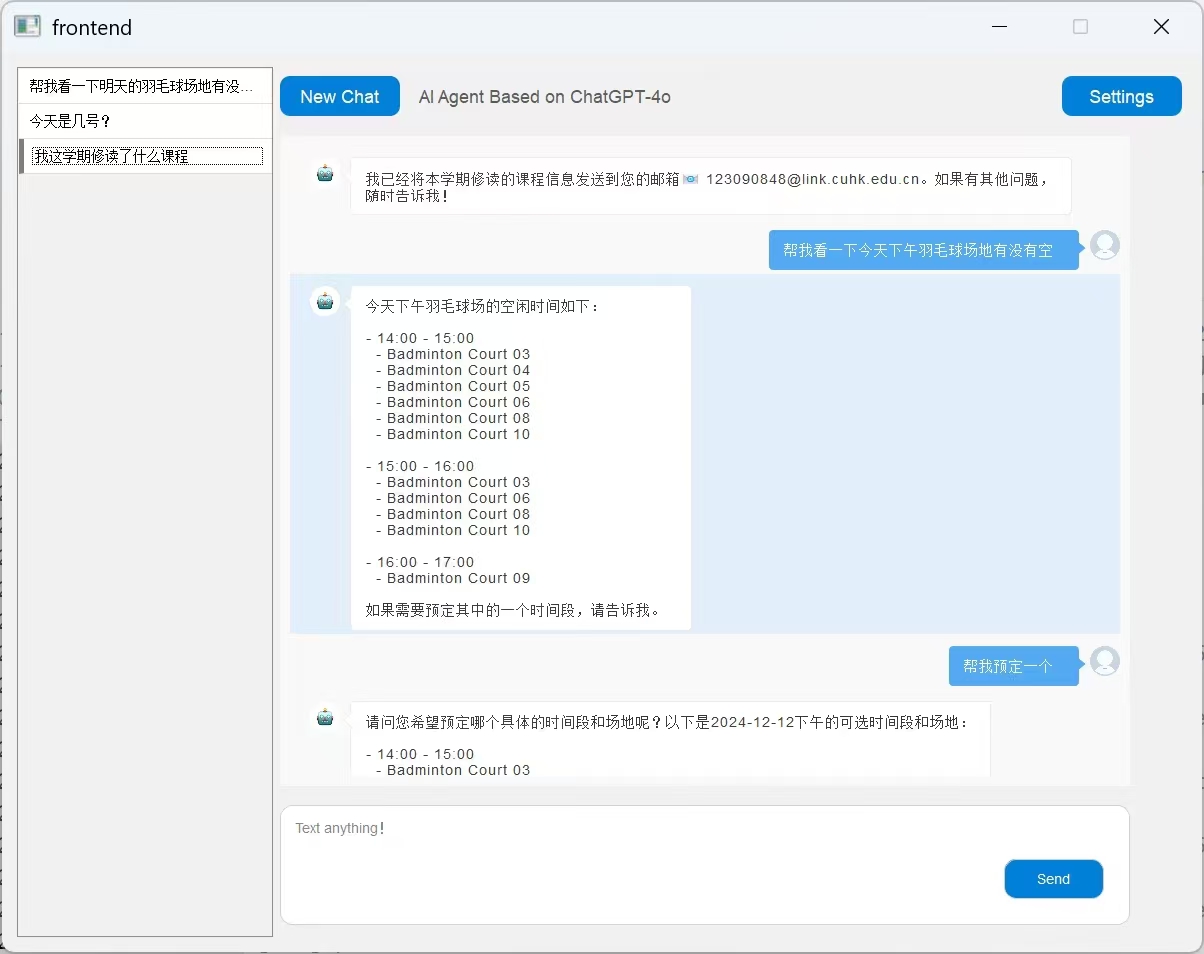 frontend
帮我看一下明天的羽毛球场地有没...
今天是几号？
我这学期修读了什么课程
New Chat
AI Agent Based on ChatGPT-4o
Settings
我已经将本学期修读的课程信息发送到您的邮箱📧 123090848@link.cuhk.edu.cn。如果有其他问题，
随时告诉我！
帮我看一下今天下午羽毛球场地有没有空
今天下午羽毛球场的空闲时间如下：
- 14:00 - 15:00
- Badminton Court 03
- Badminton Court 04
- Badminton Court 05
- Badminton Court 06
- Badminton Court 08
- Badminton Court 10
- 15:00 - 16:00
- Badminton Court 03
- Badminton Court 06
- Badminton Court 08
- Badminton Court 10
- 16:00 - 17:00
- Badminton Court 09
如果需要预定其中的一个时间段，请告诉我。
帮我预定一个
请问您希望预定哪个具体的时间段和场地呢？以下是2024-12-12下午的可选时间段和场地：
- 14:00 - 15:00
- Badminton Court 03
Text anything！
Send